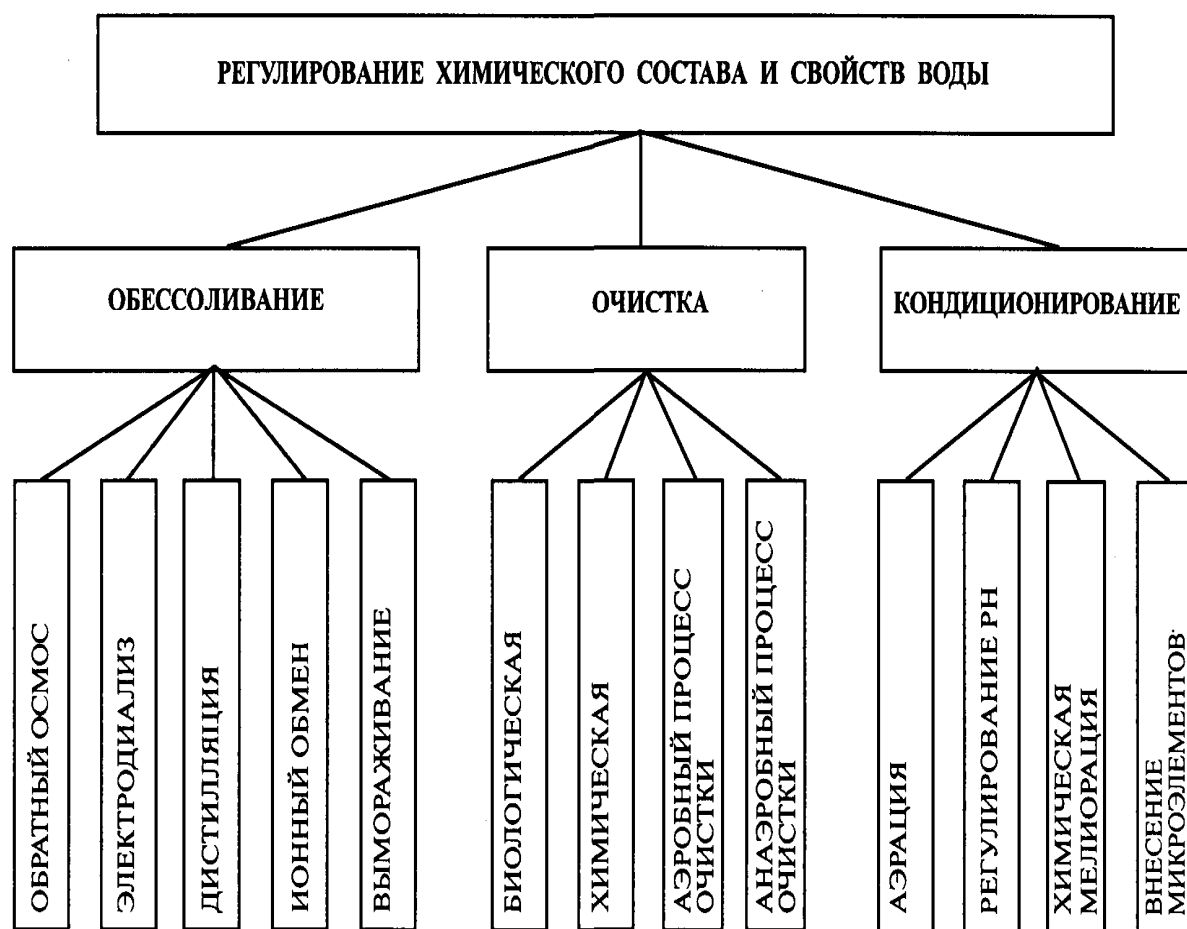 РЕГУЛИРОВАНИЕ ХИМИЧЕСКОГО СОСТАВА И СВОЙСТВ ВОДЫ
ОБЕССОЛИВАНИЕ
ОЧИСТКА
КОНДИЦИОНИРОВАНИЕ
ОБРАТНЫЙ ОСМОС
ЭЛЕКТРОДИАЛИЗ
ДИСТИЛЛЯЦИЯ
ИОННЫЙ ОБМЕН
ВЫМОРАЖИВАНИЕ
БИОЛОГИЧЕСКАЯ
ХИМИЧЕСКАЯ
АЭРОБНЫЙ ПРОЦЕСС
ОЧИСТКИ
АНАЭРОБНЫЙ ПРОЦЕСС
ОЧИСТКИ
АЭРАЦИЯ
РЕГУЛИРОВАНИЕ РН
ХИМИЧЕСКАЯ
МЕЛИОРАЦИЯ
ВНЕСЕНИЕ
МИКРОЭЛЕМЕНТОВ